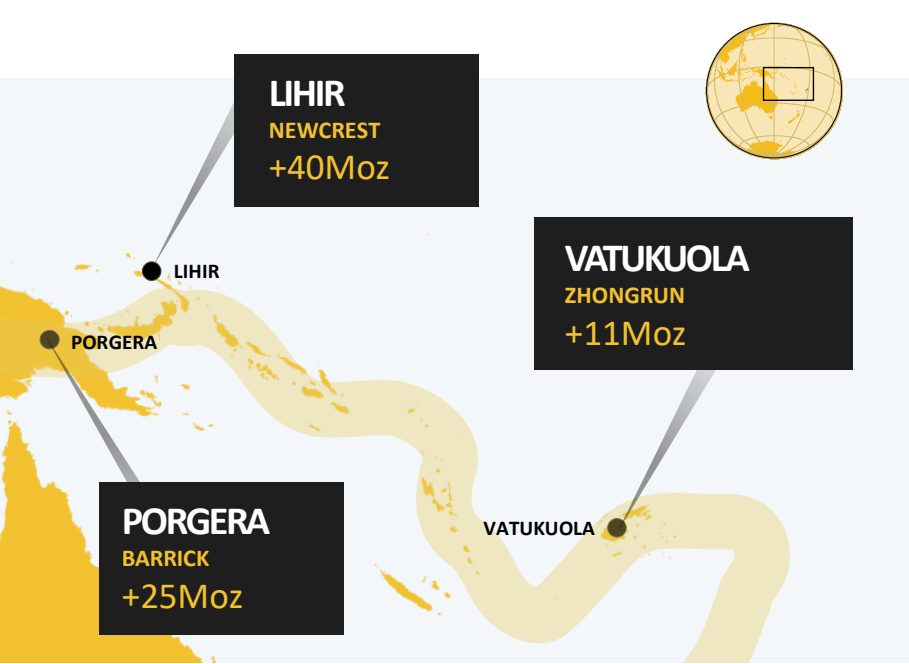 LIHIR
NEWCREST
+40Moz
VATUKUOLA
ZHONGRUN
+11Moz
LIHIR
PORGERA
PORGERA
BARRICK
+25Moz
VATUKUOLA